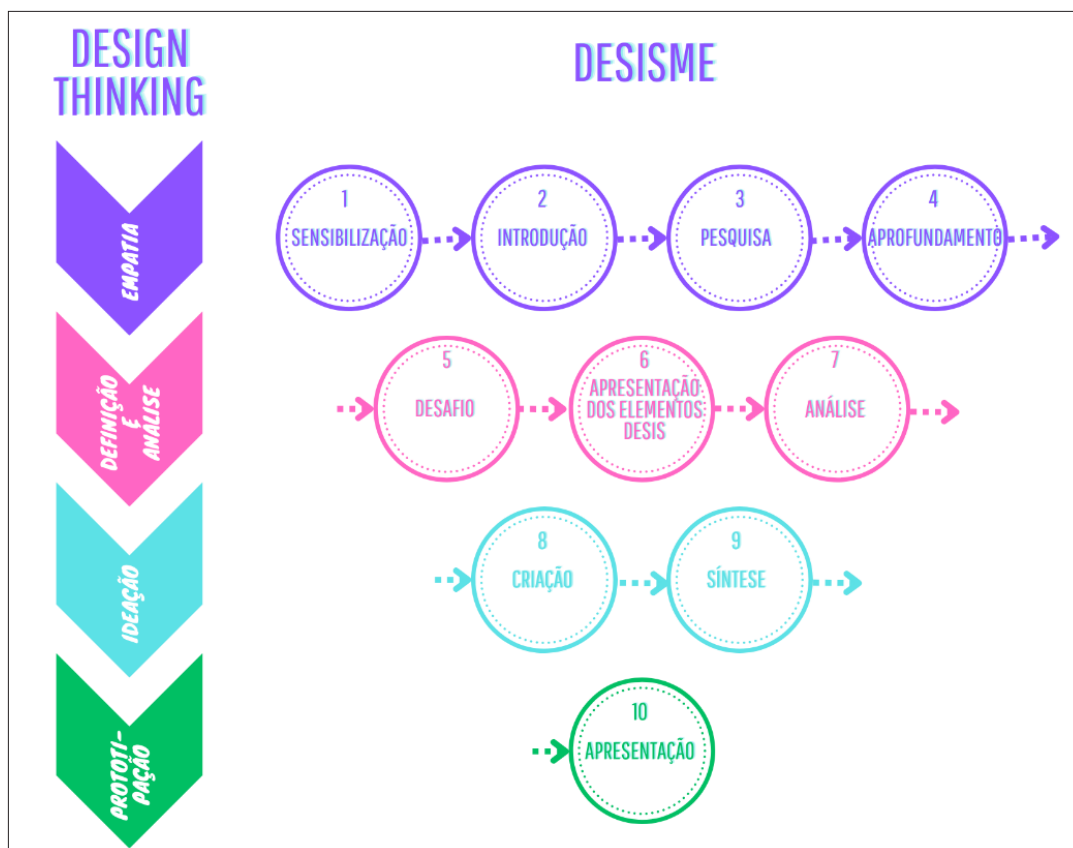 DESIGN
THINKING
DESISME
EMPATIA
1
SENSIBILIZAÇÃO
2
INTRODUÇÃO
3
PESQUISA
4
APROFUNDAMENTO
DEFINIÇÃO
E
ANÁLISE
5
DESAFIO
6
APRESENTAÇÃO
DOS ELEMENTOS
DESIS
7
ANÁLISE
IDEAÇÃO
8
CRIAÇÃO
9
SÍNTESE
PROTOTI-
PAÇÃO
10
APRESENTAÇÃO